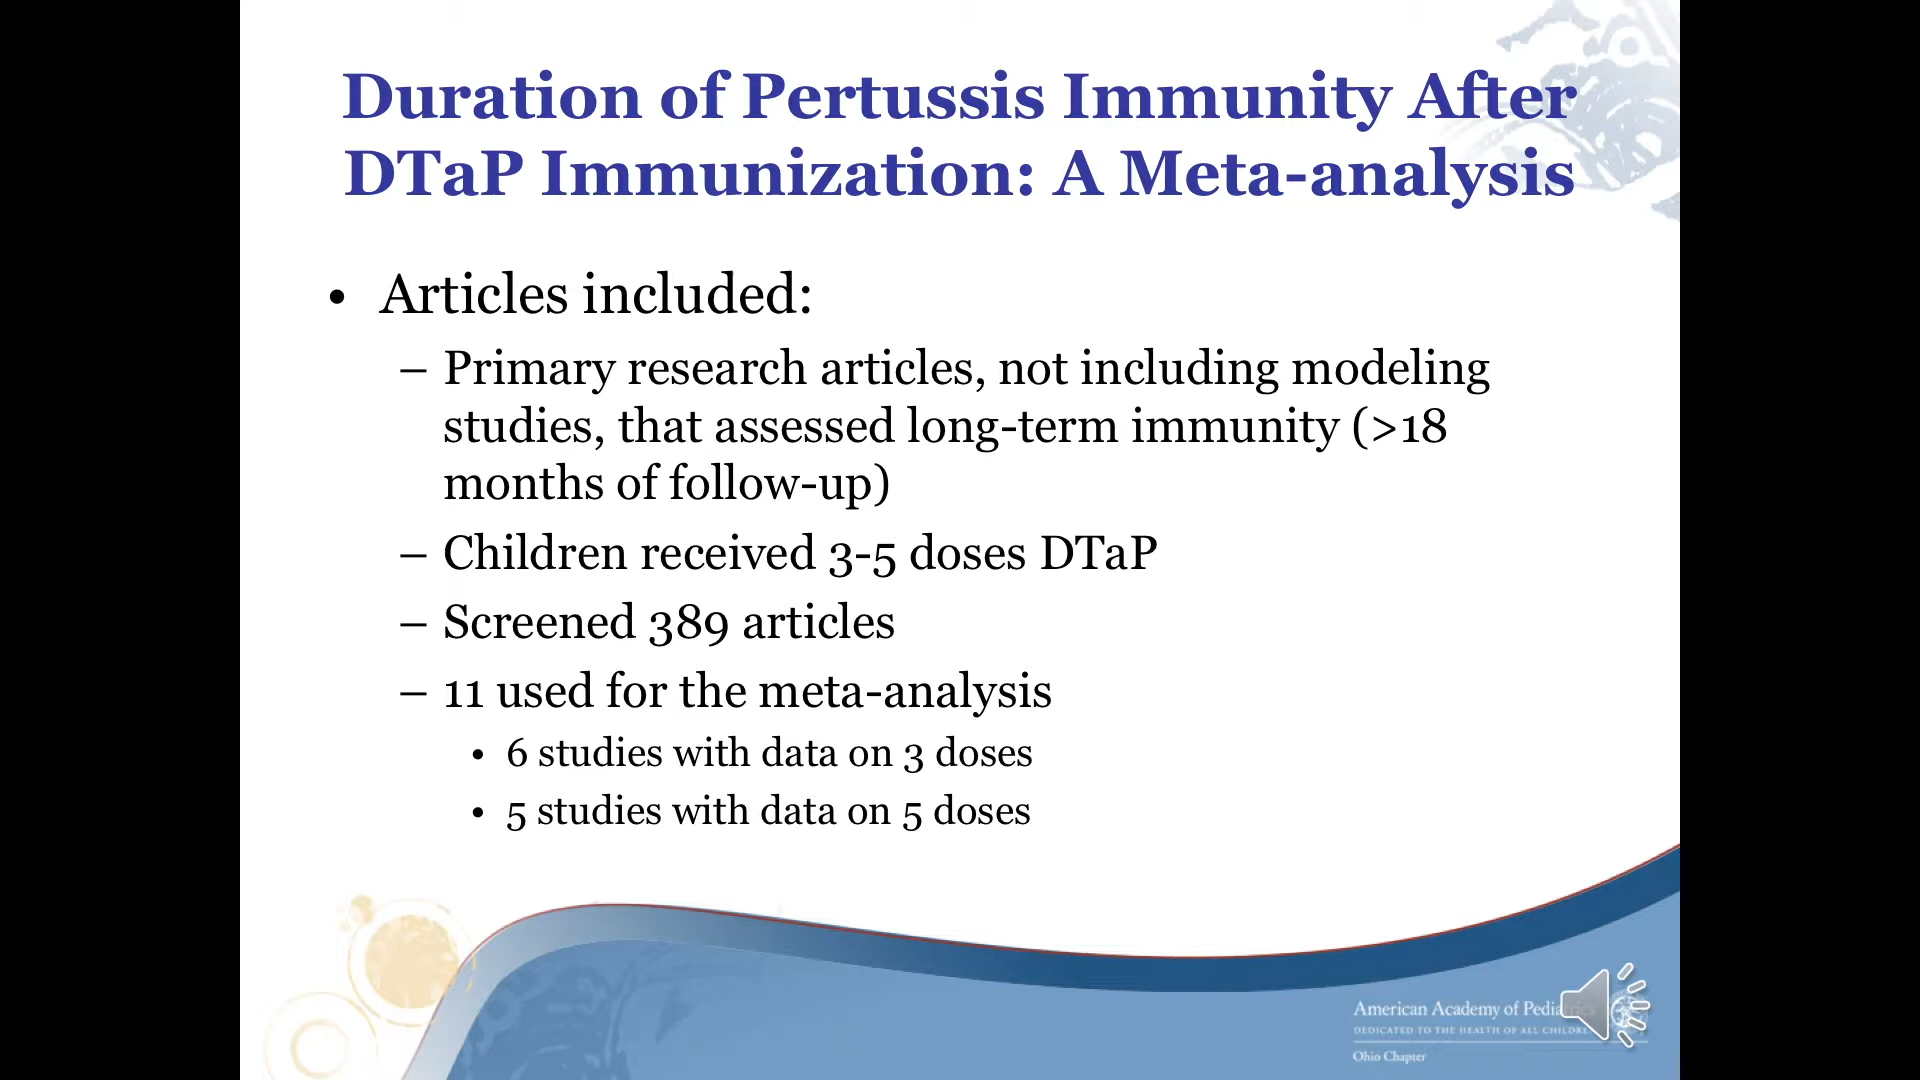 Duration of Pertussis Immunity After
DTaP Immunization: A Meta-analysis
• Articles included:
– Primary research articles, not including modeling
studies, that assessed long-term immunity (>18
months of follow-up)
– Children received 3-5 doses DTaP
– Screened 389 articles
– 11 used for the meta-analysis
• 6 studies with data on 3 doses
• 5 studies with data on 5 doses
American Academy of Pediatrics
DEDICATED TO THE HEALTH OF ALL CHILDREN
Ohio Chapter